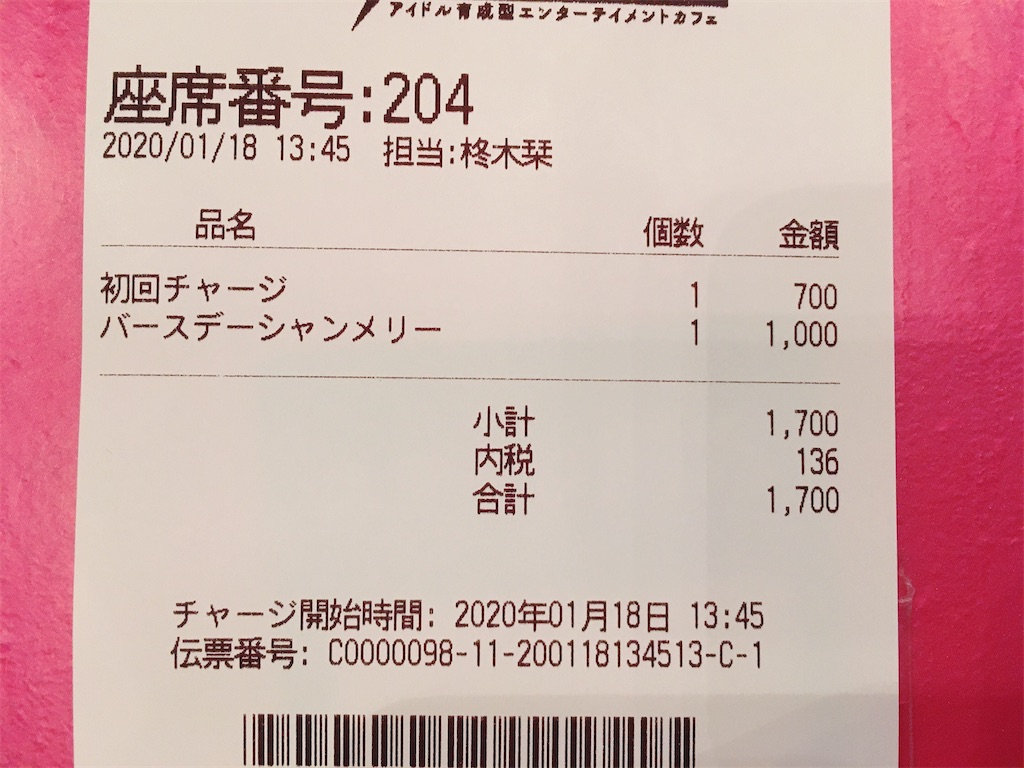 アイドル育成型エンターテイメントカフェ
座席番号:204
2020/01/18 13:45 担当:柊木栞
品名 個数 金額
初回チャージ 1 700
バースデーシャンメリー 1 1,000
小計 1,700
内税 136
合計 1,700
チャージ開始時間: 2020年01月18日 13:45
伝票番号: C0000098-11-200118134513-C-1